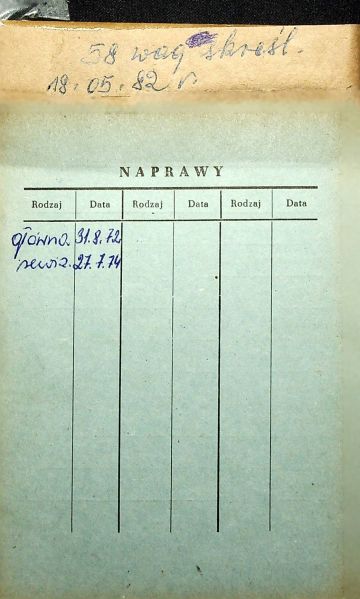 58 wag skreśl.
18.05.82 r
NAPRAWY
Rodzaj Data Rodzaj Data Rodzaj Data
główna 31.8.72
rewiz. 27.7.74